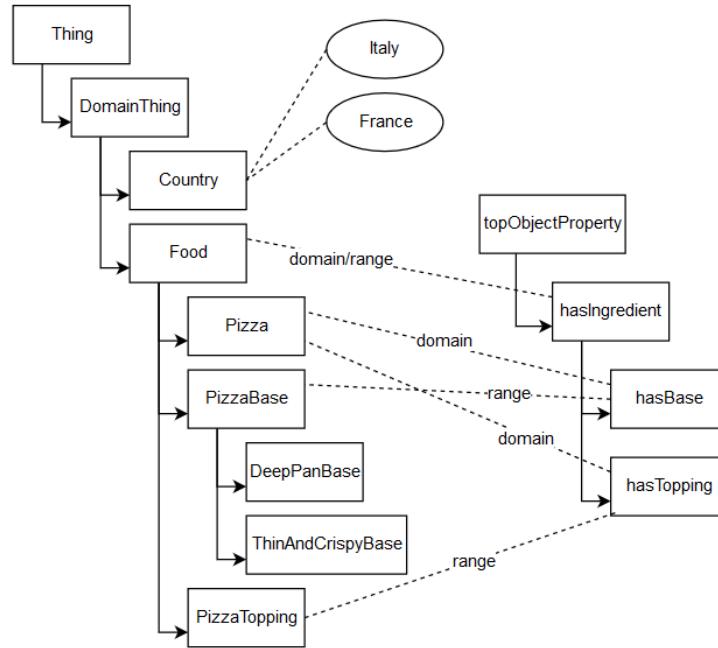 Thing
Italy
DomainThing
France
Country
topObjectProperty
Food
domain/range
hasIngredient
Pizza
domain
PizzaBase
range
hasBase
domain
DeepPanBase
hasTopping
ThinAndCrispyBase
range
PizzaTopping